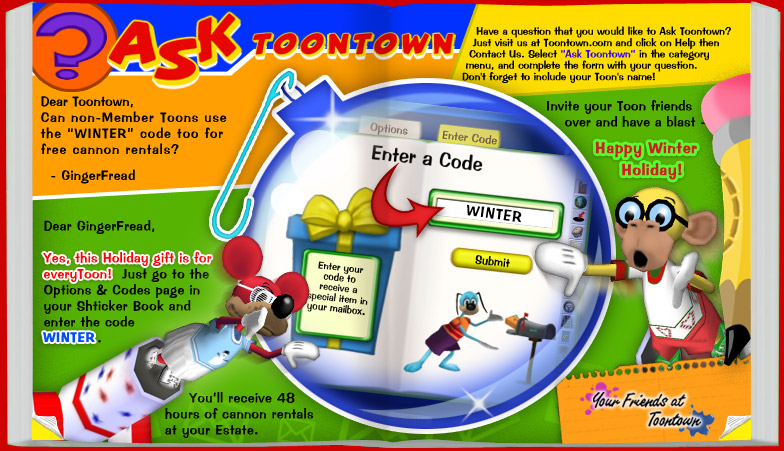 ASK TOONTOWN
Have a question that you would like to Ask Toontown?
Just visit us at Toontown.com and click on Help then
Contact Us. Select "Ask Toontown" in the category
menu, and complete the form with your question.
Don't forget to include your Toon's name!
Dear Toontown,
Can non-Member Toons use
the "WINTER" code too for
free cannon rentals?
- GingerFread
Dear GingerFread,
Yes, this Holiday gift is for
everyToon! Just go to the
Options & Codes page in
your Shticker Book and
enter the code
WINTER.
You'll receive 48
hours of cannon rentals
at your Estate.
Options
Enter Code
Enter a Code
WINTER
Submit
Enter your
code to
receive a
special item in
your mailbox.
Invite your Toon friends
over and have a blast -
Happy Winter
Holiday!
Your Friends at
Toontown